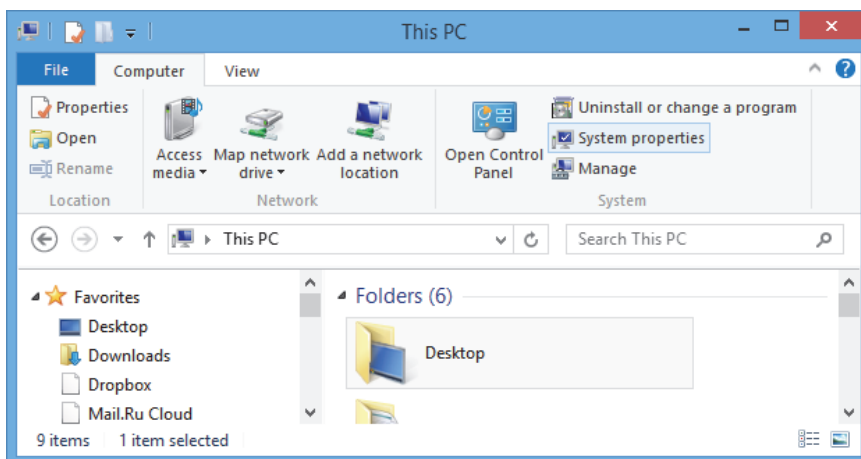 This PC
File Computer View
Properties
Open
Rename
Location
Access media
Map network drive
Add a network location
Network
Open Control Panel
Uninstall or change a program
System properties
Manage
System
This PC
Search This PC
Favorites
Desktop
Downloads
Dropbox
Mail.Ru Cloud
Folders (6)
Desktop
9 items 1 item selected